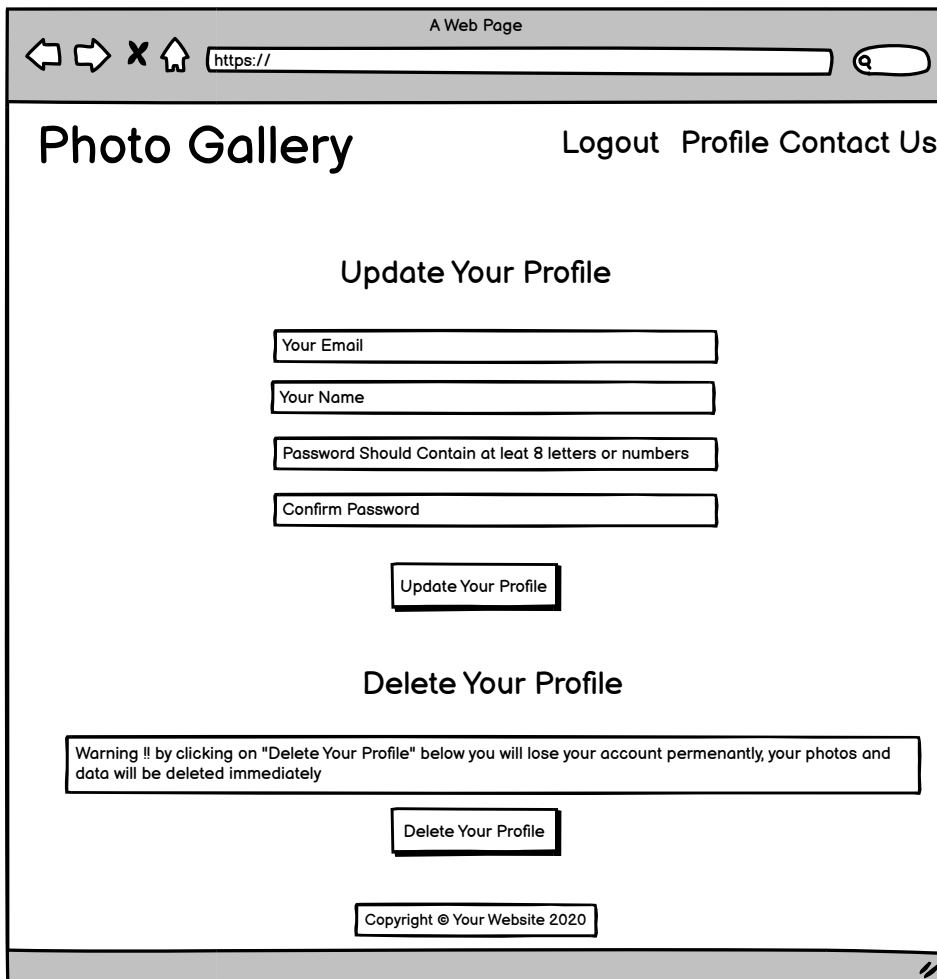 A Web Page
https://
Photo Gallery
Logout Profile Contact Us
Update Your Profile
Your Email
Your Name
Password Should Contain at leat 8 letters or numbers
Confirm Password
Update Your Profile
Delete Your Profile
Warning !! by clicking on "Delete Your Profile" below you will lose your account permenantly, your photos and
data will be deleted immediately
Delete Your Profile
Copyright © Your Website 2020